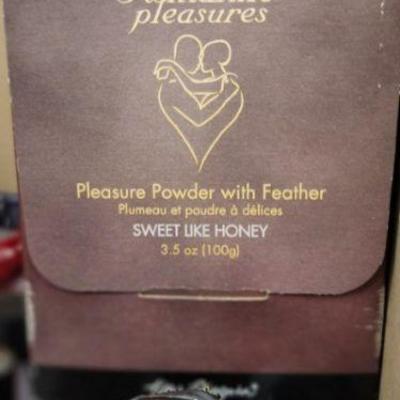 pleasures
Pleasure Powder with Feather
Plumeau et poudre à délices
SWEET LIKE HONEY
3.5 oz (100g)